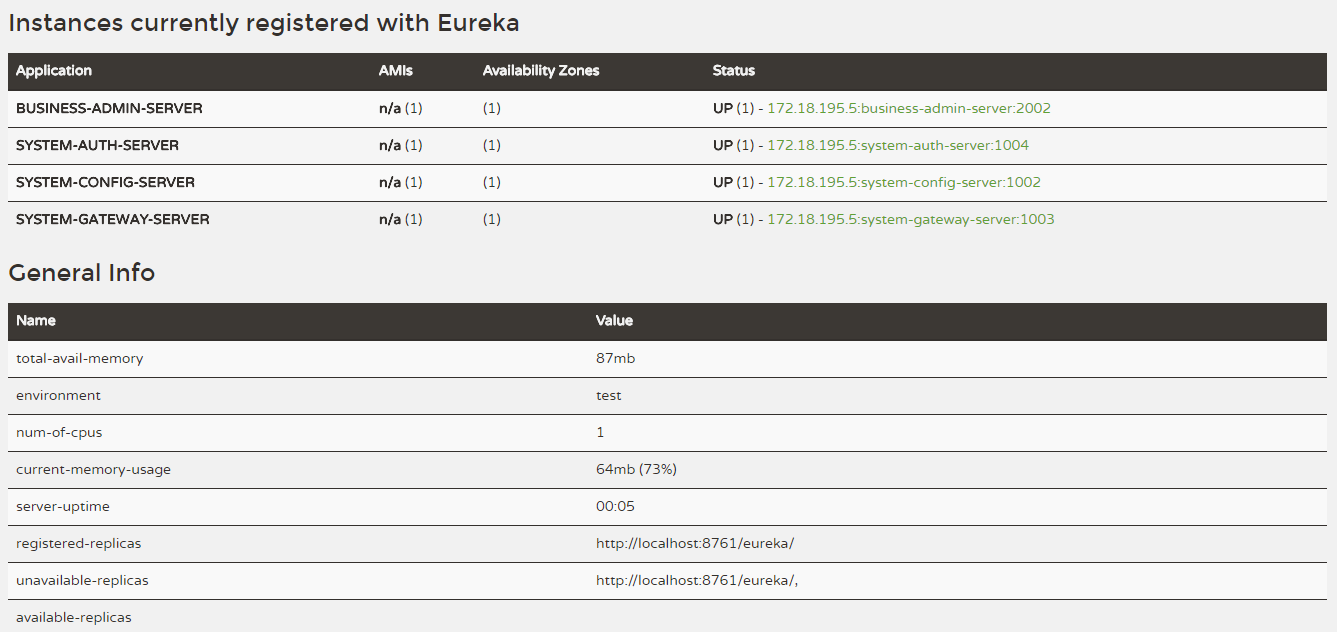 Instances currently registered with Eureka
Application AMIs Availability Zones Status
BUSINESS-ADMIN-SERVER n/a (1) (1) UP (1) - 172.18.195.5:business-admin-server:2002
SYSTEM-AUTH-SERVER n/a (1) (1) UP (1) - 172.18.195.5:system-auth-server:1004
SYSTEM-CONFIG-SERVER n/a (1) (1) UP (1) - 172.18.195.5:system-config-server:1002
SYSTEM-GATEWAY-SERVER n/a (1) (1) UP (1) - 172.18.195.5:system-gateway-server:1003
General Info
Name Value
total-avail-memory 87mb
environment test
num-of-cpus 1
current-memory-usage 64mb (73%)
server-uptime 00:05
registered-replicas http://localhost:8761/eureka/
unavailable-replicas http://localhost:8761/eureka/,
available-replicas